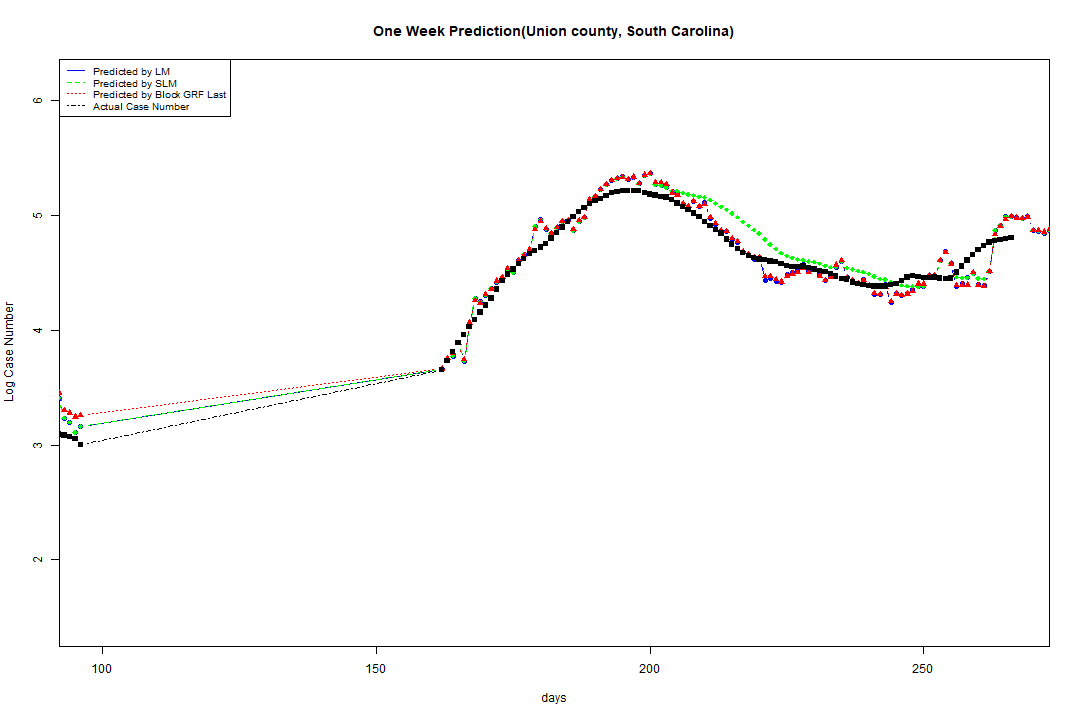 One Week Prediction(Union county, South Carolina)
Predicted by LM
Predicted by SLM
Predicted by Block GRF Last
Actual Case Number
6
5
4
3
2
Log Case Number
100 150 200 250
days